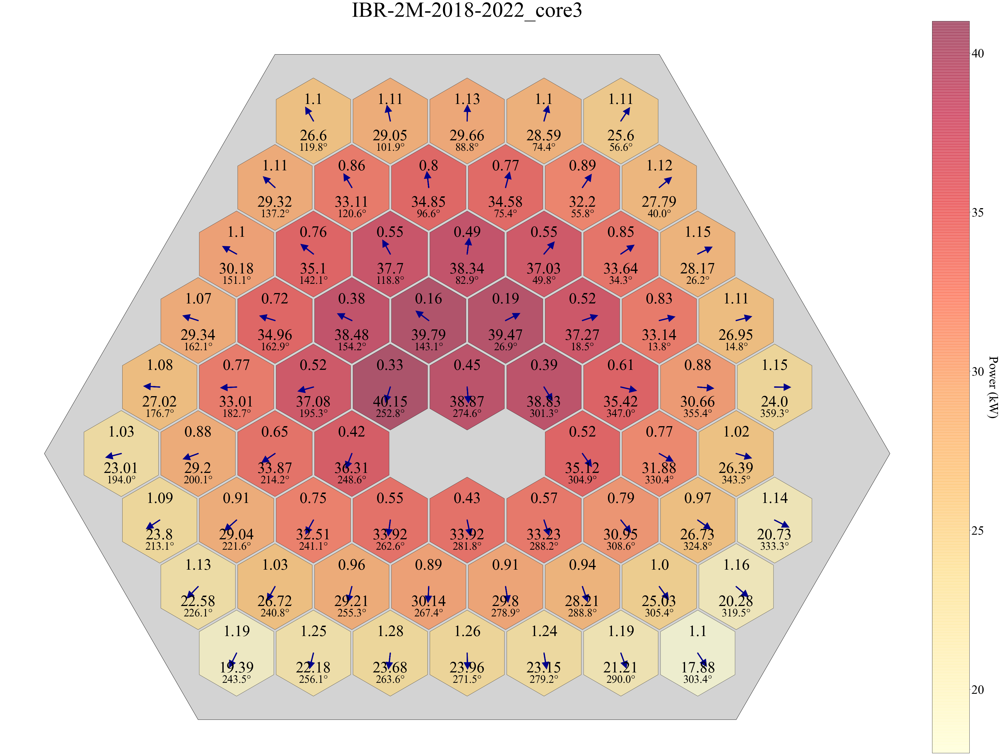 IBR-2M-2018-2022_core3
1.1 1.11 1.13 1.1 1.11
26.6 29.05 29.66 28.59 25.6
119.8° 101.9° 88.8° 74.4° 56.6°
1.11 0.86 0.8 0.77 0.89 1.12
29.32 33.11 34.85 34.58 32.2 27.79
137.2° 120.6° 96.6° 75.4° 55.8° 40.0°
1.1 0.76 0.55 0.49 0.55 0.85 1.15
30.18 35.1 37.7 38.34 37.03 33.64 28.17
151.1° 142.1° 118.8° 82.9° 49.8° 34.3° 26.2°
1.07 0.72 0.38 0.16 0.19 0.52 0.83 1.11
29.34 34.96 38.48 39.79 39.47 37.27 33.14 26.95
162.1° 162.9° 154.2° 143.1° 26.9° 18.5° 13.8° 14.8°
1.08 0.77 0.52 0.33 0.45 0.39 0.61 0.88 1.15
27.02 33.01 37.08 40.15 38.87 38.83 35.42 30.66 24.0
176.7° 182.7° 195.3° 252.8° 274.6° 301.3° 347.0° 355.4° 359.3°
1.03 0.88 0.65 0.42 0.52 0.77 1.02
23.01 29.2 33.87 36.31 35.12 31.88 26.39
194.0° 200.1° 214.2° 248.6° 304.9° 330.4° 343.5°
1.09 0.91 0.75 0.55 0.43 0.57 0.79 0.97 1.14
23.8 29.04 32.51 33.92 33.92 33.23 30.95 26.73 20.73
213.1° 221.6° 241.1° 262.6° 281.8° 288.2° 308.6° 324.8° 333.3°
1.13 1.03 0.96 0.89 0.91 0.94 1.0 1.16
22.58 26.72 29.21 30.14 29.8 28.21 25.03 20.28
226.1° 240.8° 255.3° 267.4° 278.9° 288.8° 305.4° 319.5°
1.19 1.25 1.28 1.26 1.24 1.19 1.1
19.39 22.18 23.68 23.96 23.15 21.21 17.88
243.5° 256.1° 263.6° 271.5° 279.2° 290.0° 303.4°
40
35
30
25
20
Power (kW)